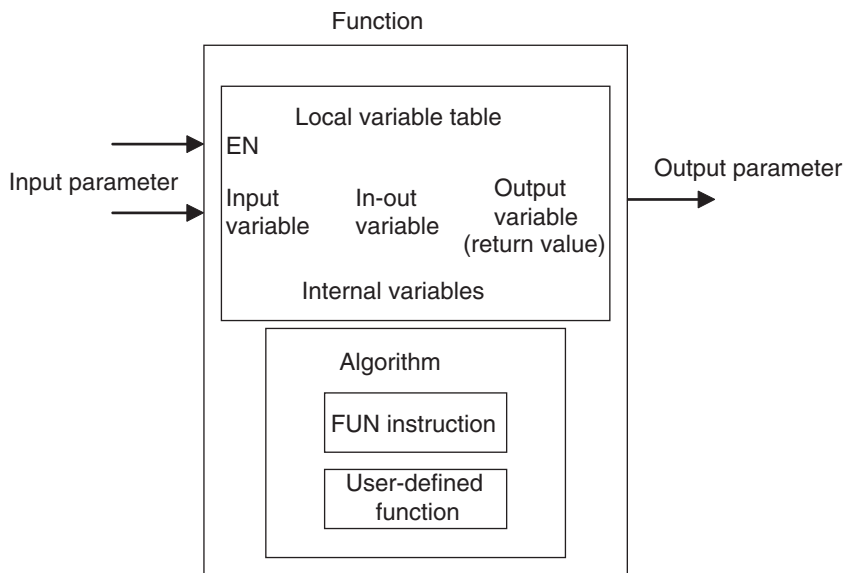 Function
Local variable table
EN
Input parameter
Output parameter
Input
variable
In-out
variable
Output
variable
(return value)
Internal variables
Algorithm
FUN instruction
User-defined
function